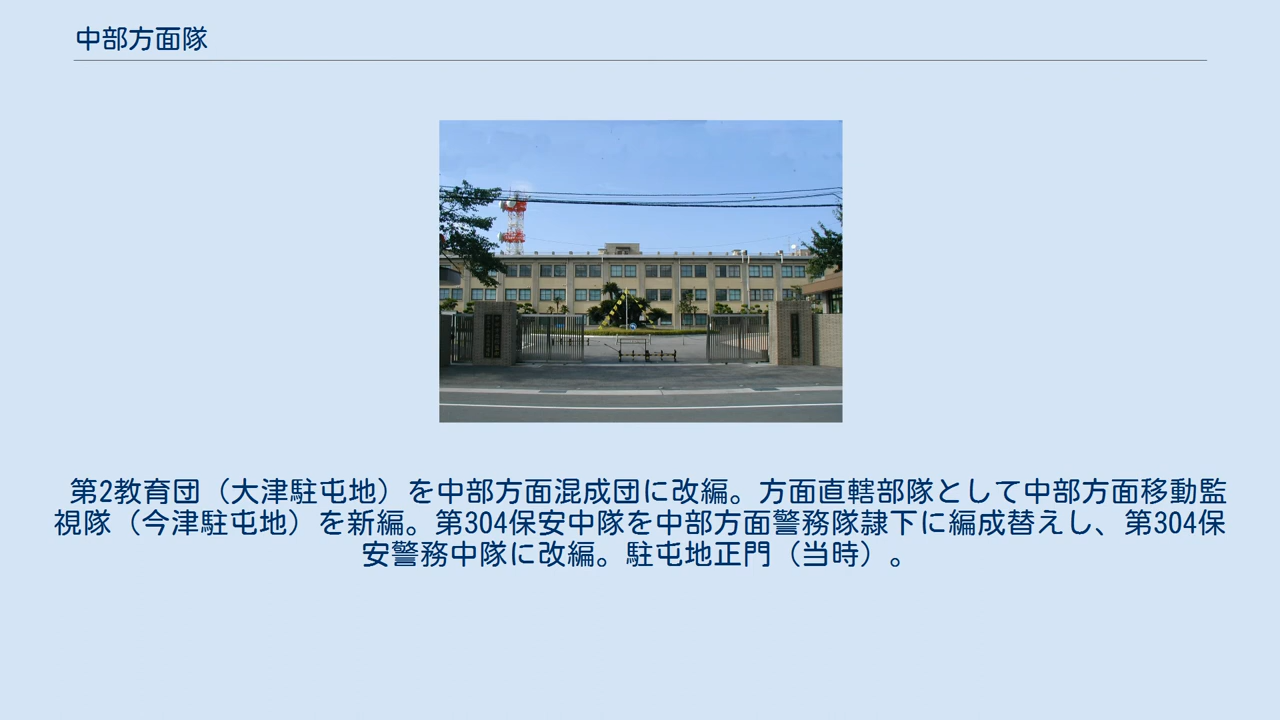 中部方面隊
第2教育団（大津駐屯地）を中部方面混成団に改編。方面直轄部隊として中部方面移動監
視隊（今津駐屯地）を新編。第304保安中隊を中部方面警務隊隷下に編成替えし、第304保
安警務中隊に改編。駐屯地正門（当時）。